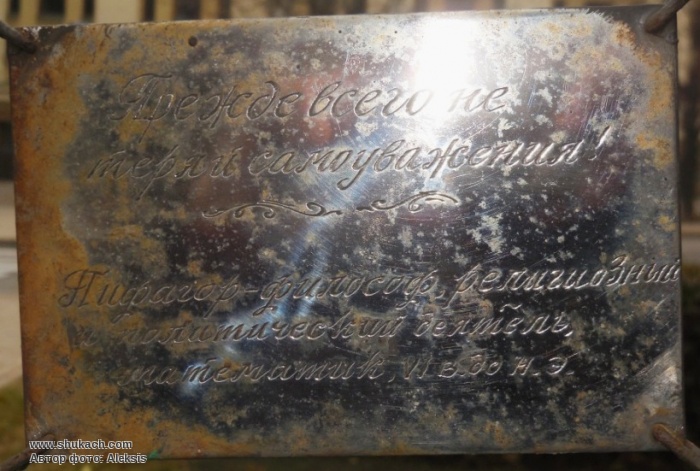 Прежде всего не
теряй самоуважения!
Пифагор-философ, религиозный
и политический деятель,
математик, VI в. до н.э
www.shukach.com
Автор фото: Aleksis